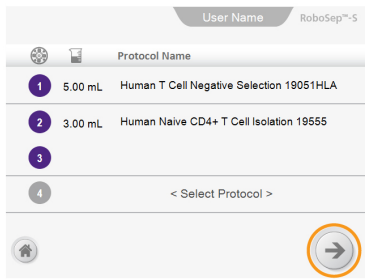 User Name
RoboSep™-S
Protocol Name
1 5.00 mL Human T Cell Negative Selection 19051HLA
2 3.00 mL Human Naive CD4+ T Cell Isolation 19555
3
4 < Select Protocol >